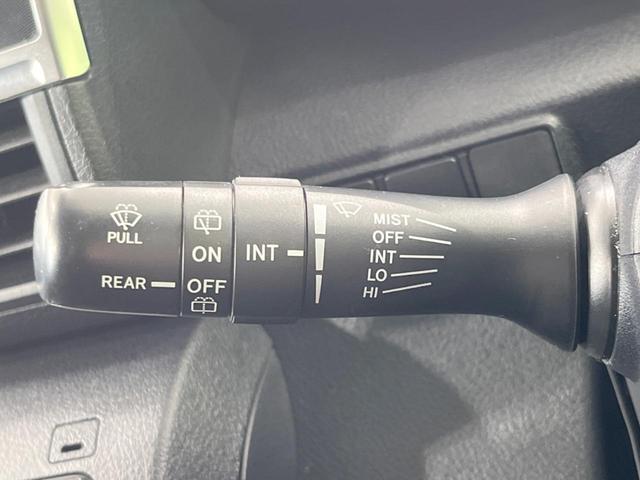 PULL
REAR
ON
OFF
INT
MIST
OFF
INT
LO
HI